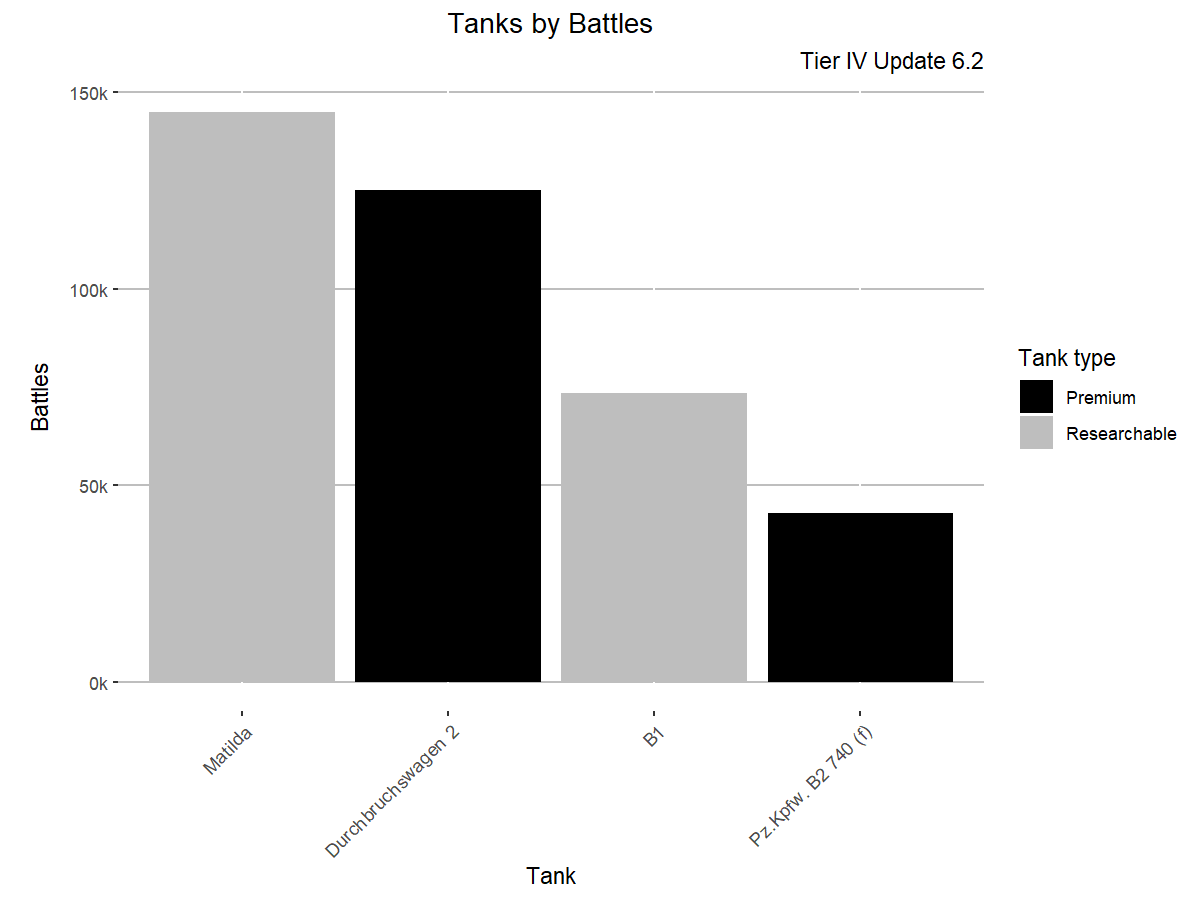 Tanks by Battles
Tier IV Update 6.2
150k
100k
50k
0k
Battles
Matilda
Durchbruchswagen 2
B1
Pz.Kpfw. B2 740 (f)
Tank
Tank type
Premium
Researchable